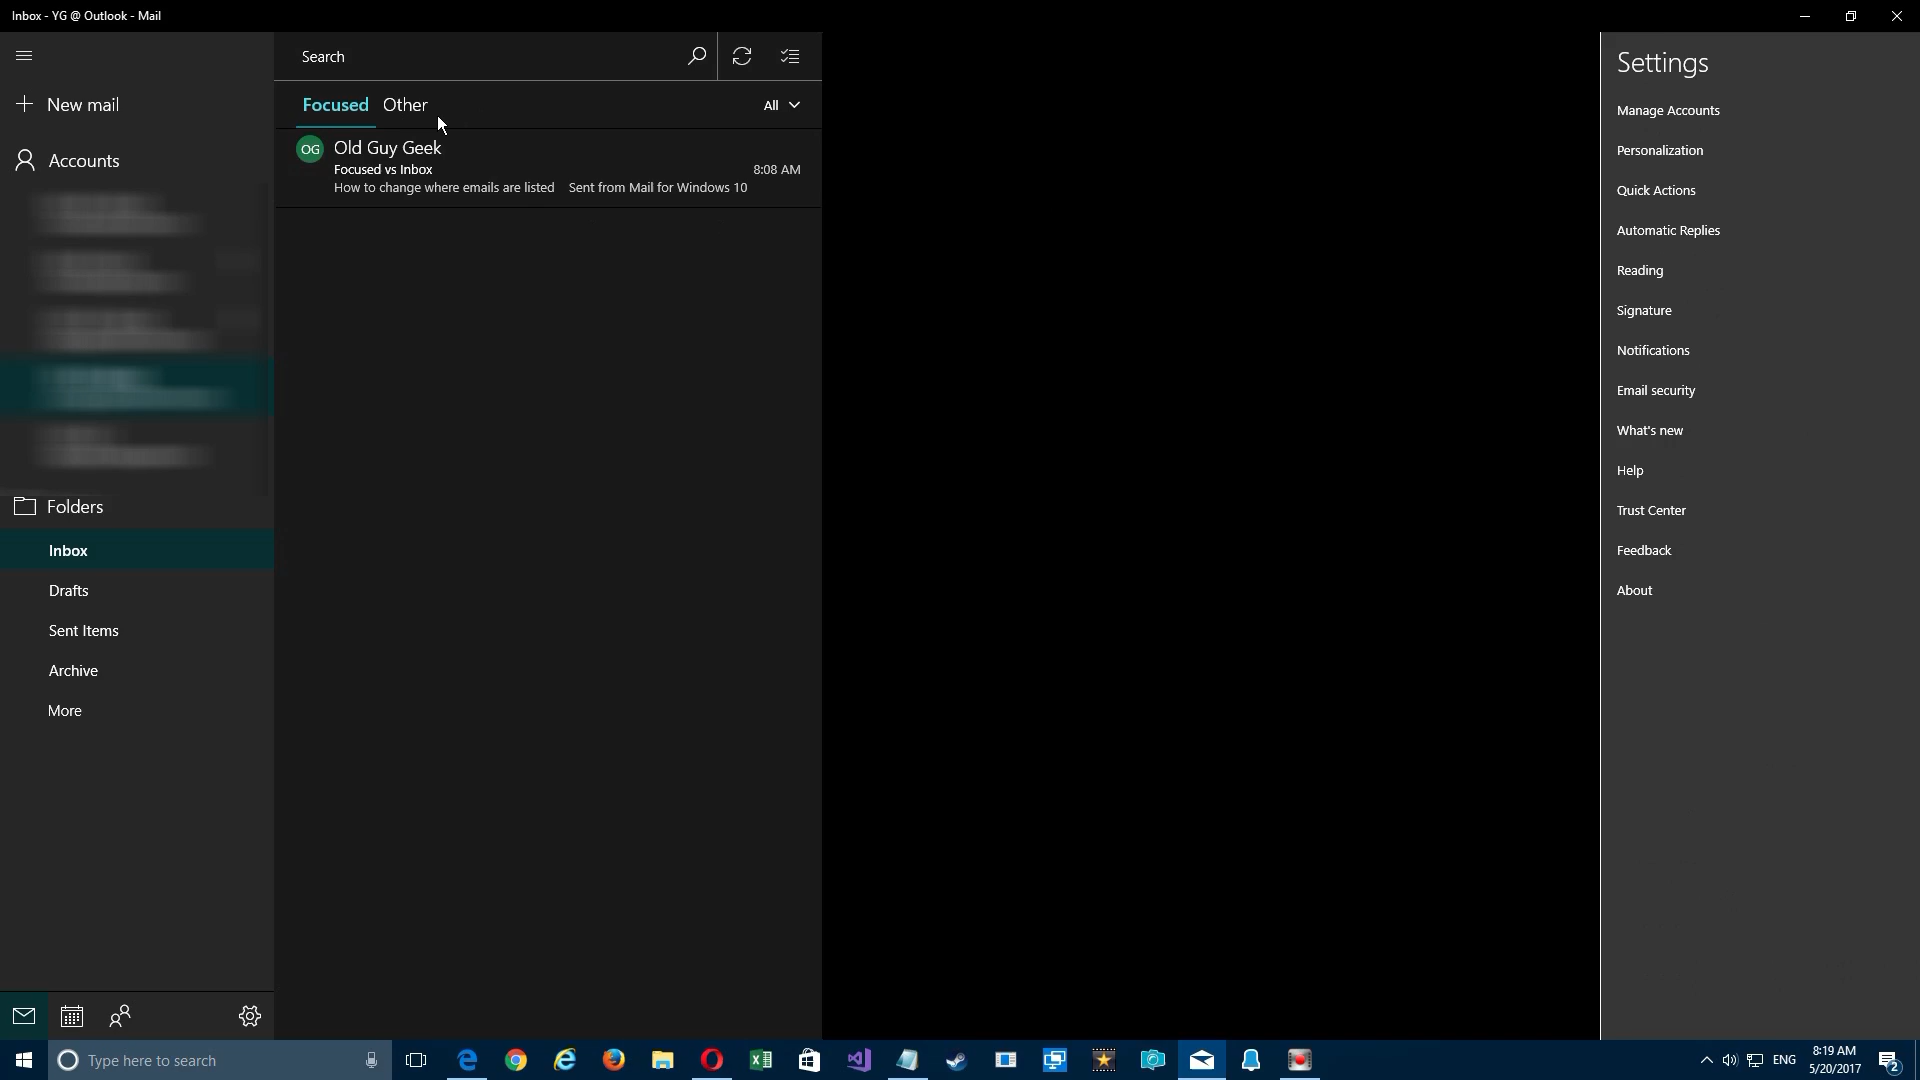 Inbox - YG @ Outlook - Mail
New mail
Accounts
Folders
Inbox
Drafts
Sent Items
Archive
More
Search
Focused Other All
OG
Old Guy Geek
Focused vs Inbox 8:08 AM
How to change where emails are listed Sent from Mail for Windows 10
Settings
Manage Accounts
Personalization
Quick Actions
Automatic Replies
Reading
Signature
Notifications
Email security
What's new
Help
Trust Center
Feedback
About
Type here to search
ENG
8:19 AM
5/20/2017
2